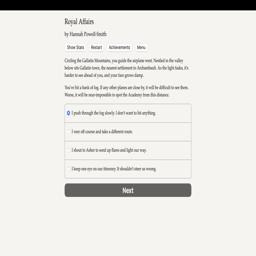 Royal Affairs
by Hannah Powell-Smith
Show Stats Restart Achievements Menu
Circling the Gallatin Mountains, you guide the airplane west. Nestled in the valley
below sits Gallatin town, the nearest settlement to Archambault. As the light fades, it's
harder to see ahead of you, and your face grows damp.
You've hit a bank of fog. If any other planes are close by, it will be difficult to see them.
Worse, it will be near-impossible to spot the Academy from this distance.
I push through the fog slowly. I don't want to hit anything.
I veer off course and take a different route.
I shout to Asher to send up flares and light our way.
I keep one eye on our itinerary. It shouldn't steer us wrong.
Next